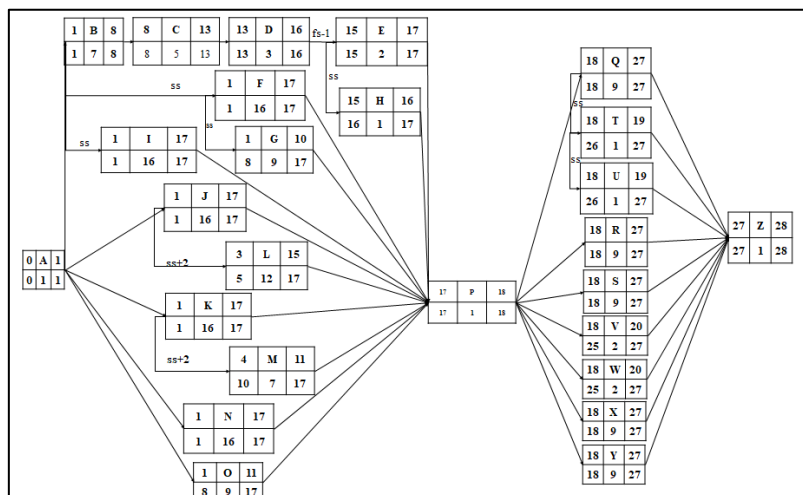 1 B 8
1 7 8
8 C 13
8 5 13
13 D 16
13 3 16
fs-1
15 E 17
15 2 17
ss
1 F 17
1 16 17
ss
15 H 16
16 1 17
ss
1 I 17
1 16 17
ss
1 G 10
8 9 17
1 J 17
1 16 17
ss+2
3 L 15
5 12 17
0 A 1
0 1 1
1 K 17
1 16 17
ss+2
4 M 11
10 7 17
1 N 17
1 16 17
1 O 11
8 9 17
17 P 18
17 1 18
18 Q 27
18 9 27
ss
18 T 19
26 1 27
ss
18 U 19
26 1 27
18 R 27
18 9 27
18 S 27
18 9 27
18 V 20
25 2 27
18 W 20
25 2 27
18 X 27
18 9 27
18 Y 27
18 9 27
27 Z 28
27 1 28